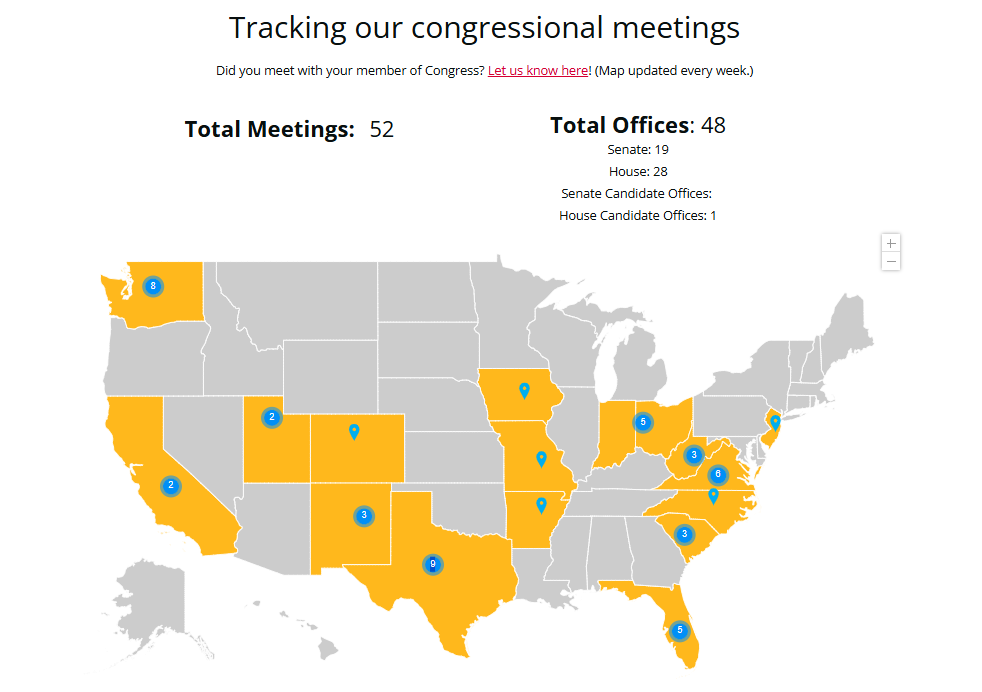 Tracking our congressional meetings
Did you meet with your member of Congress? Let us know here! (Map updated every week.)
Total Meetings: 52
Total Offices: 48
Senate: 19
House: 28
Senate Candidate Offices:
House Candidate Offices: 1
+
−
8
2
5
3
6
2
3
3
9
5